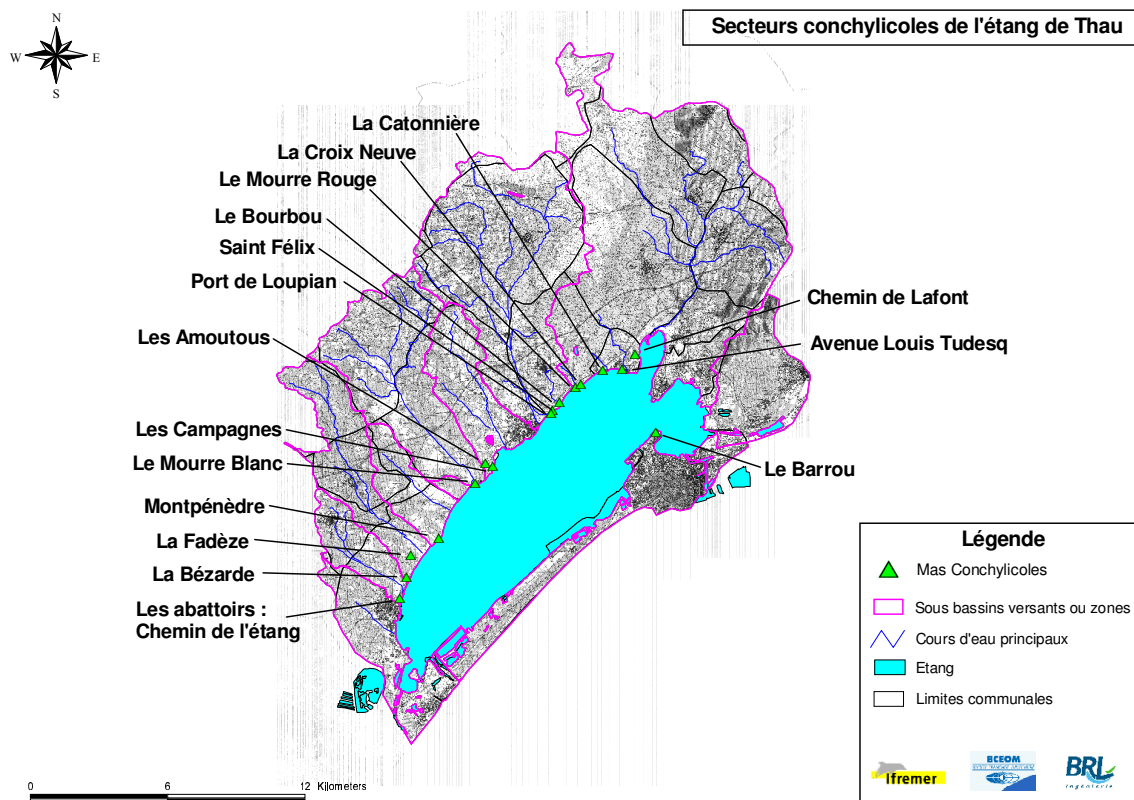 Secteurs conchylicoles de l'étang de Thau
N
W
E
S
La Catonnière
La Croix Neuve
Le Mourre Rouge
Le Bourbou
Saint Félix
Port de Loupian
Les Amoutous
Les Campagnes
Le Mourre Blanc
Montpénèdre
La Fadèze
La Bézarde
Les abattoirs :
Chemin de l'étang
Chemin de Lafont
Avenue Louis Tudesq
Le Barrou
Légende
Mas Conchylicoles
Sous bassins versants ou zones
Cours d'eau principaux
Etang
Limites communales
Ifremer
BCEOM
BRL
ingénierie
0 6 12 Kilometers